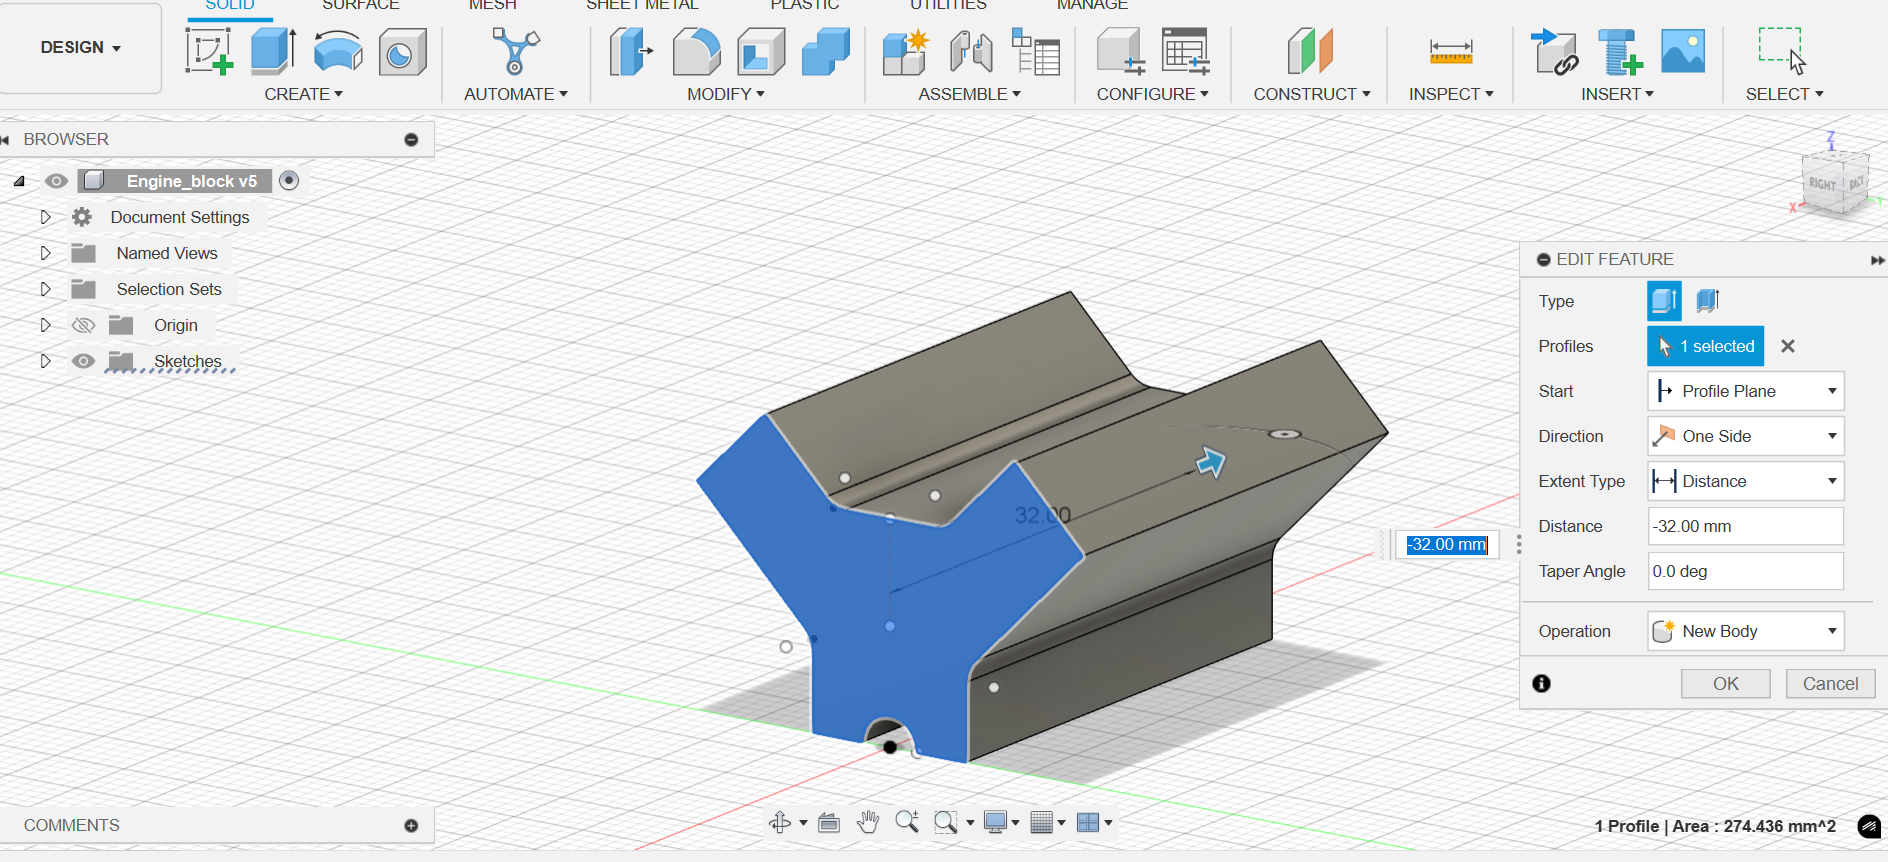 SOLID SURFACE MESH SHEET METAL PLASTIC UTILITIES MANAGE
DESIGN
CREATE AUTOMATE MODIFY ASSEMBLE CONFIGURE CONSTRUCT INSPECT INSERT SELECT
BROWSER
Engine_block v5
Document Settings
Named Views
Selection Sets
Origin
Sketches
Z
RIGHT BACK
X Y
32.00
-32.00 mm
EDIT FEATURE
Type
Profiles 1 selected
Start Profile Plane
Direction One Side
Extent Type Distance
Distance -32.00 mm
Taper Angle 0.0 deg
Operation New Body
OK Cancel
COMMENTS
1 Profile | Area : 274.436 mm^2